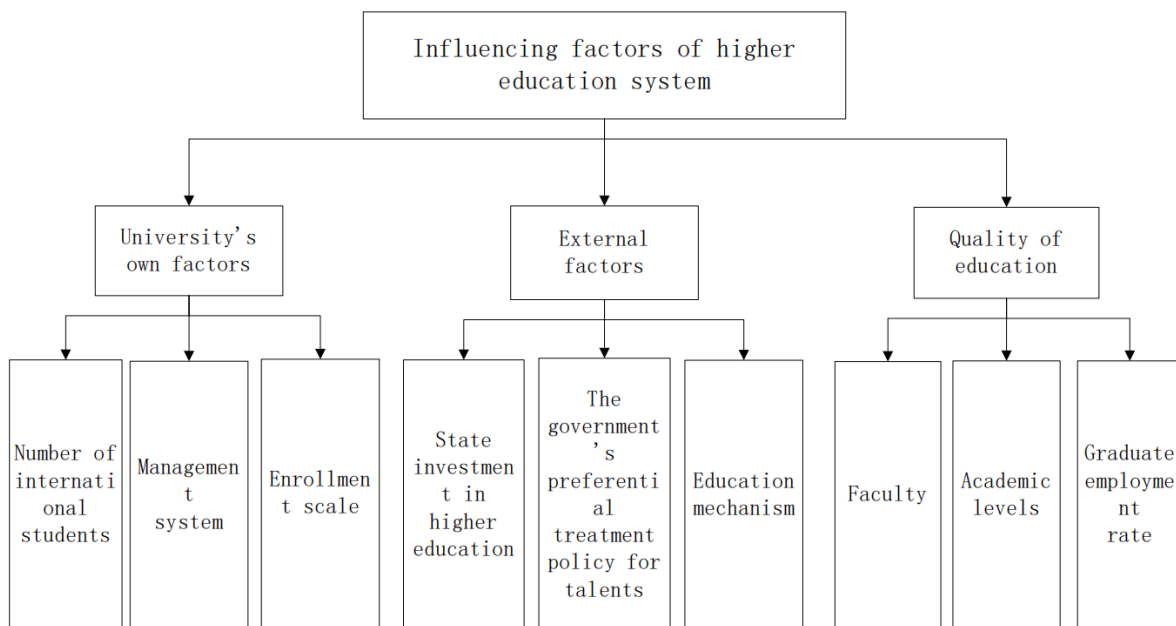 Influencing factors of higher
education system
University's
own factors
External
factors
Quality of
education
Number of
internati
onal
students
Managemen
t
system
Enrollmen
t scale
State
investmen
t in
higher
education
The
government
's
preferenti
al
treatment
policy for
talents
Education
mechanism
Faculty
Academic
levels
Graduate
employme
nt
rate